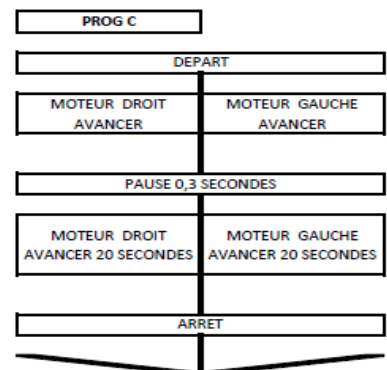 PROG C
DEPART
MOTEUR DROIT
AVANCER
MOTEUR GAUCHE
AVANCER
PAUSE 0,3 SECONDES
MOTEUR DROIT
AVANCER 20 SECONDES
MOTEUR GAUCHE
AVANCER 20 SECONDES
ARRET